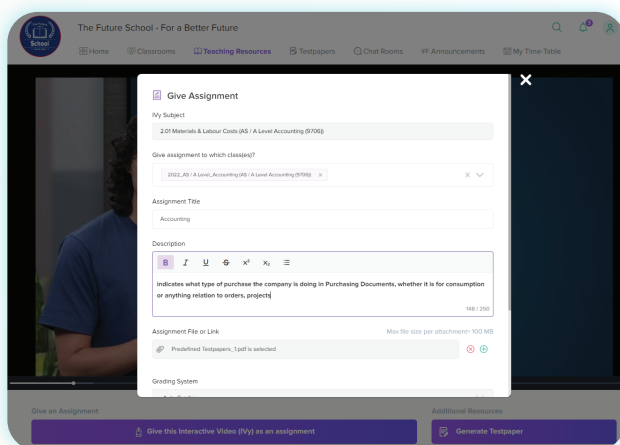 The Future School - For a Better Future
School
3
Home
Classrooms
Teaching Resources
Testpapers
Chat Rooms
Announcements
My Time-Table
Give Assignment
IVy Subject
2.01 Materials & Labour Costs (AS / A Level Accounting (9706))
Give assignment to which class(es)?
2022_AS / A Level_Accounting (AS / A Level Accounting (9706))
Assignment Title
Accounting
Description
B I U S x² x₂
indicates what type of purchase the company is doing in Purchasing Documents, whether it is for consumption
or anything relation to orders, projects
148 / 250
Assignment File or Link
Max file size per attachment- 100 MB
Predefined Testpapers_1.pdf is selected
Grading System
Give an Assignment
Additional Resources
Give this Interactive Video (IVy) as an assignment
Generate Testpaper